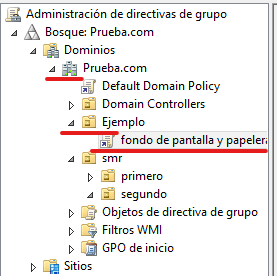 Administración de directivas de grupo
Bosque: Prueba.com
Dominios
Prueba.com
Default Domain Policy
Domain Controllers
Ejemplo
fondo de pantalla y papelera
smr
primero
segundo
Objetos de directiva de grupo
Filtros WMI
GPO de inicio
Sitios